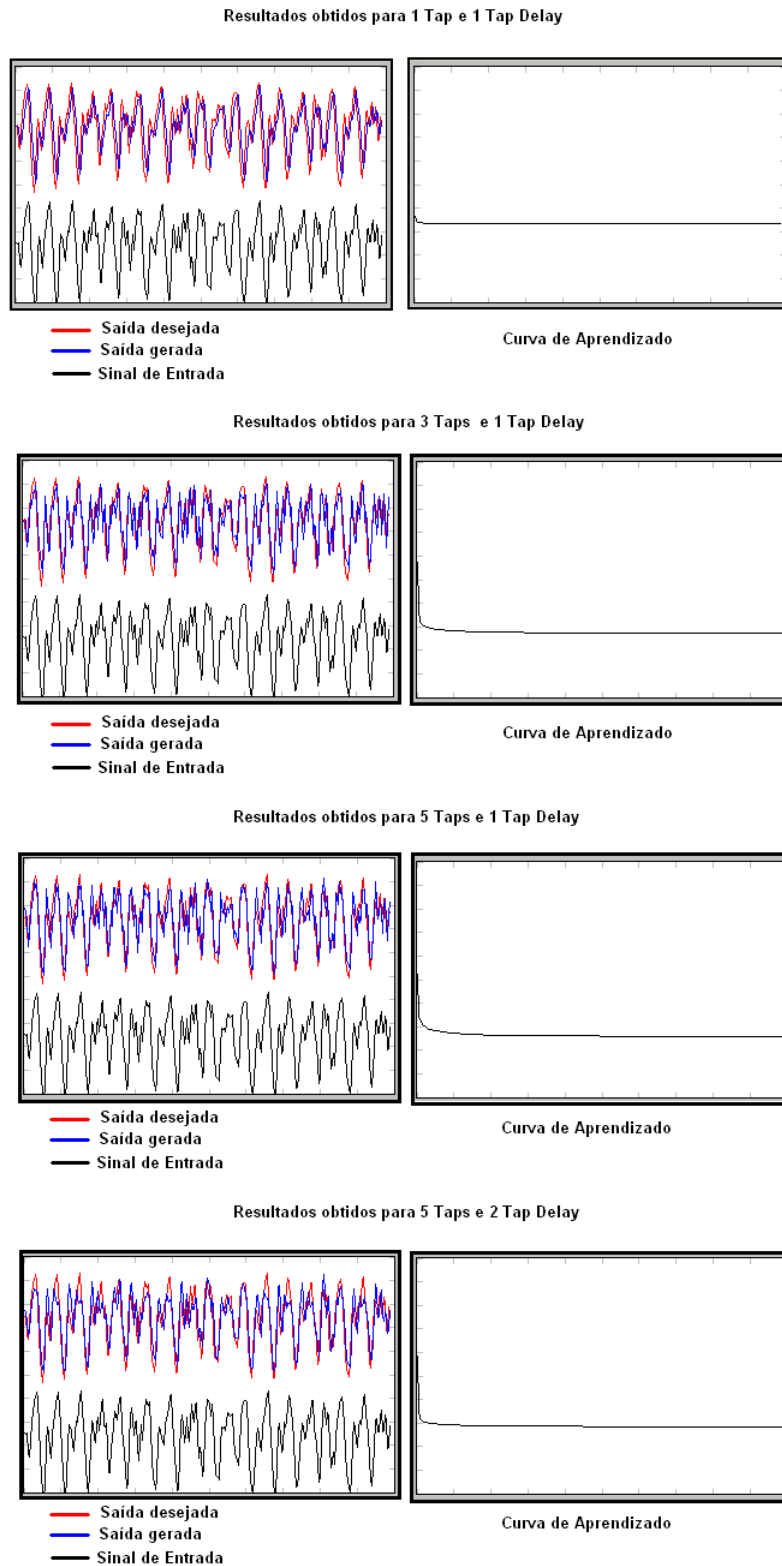 Resultados obtidos para 1 Tap e 1 Tap Delay
Saída desejada
Saída gerada
Sinal de Entrada
Curva de Aprendizado
Resultados obtidos para 3 Taps e 1 Tap Delay
Saída desejada
Saída gerada
Sinal de Entrada
Curva de Aprendizado
Resultados obtidos para 5 Taps e 1 Tap Delay
Saída desejada
Saída gerada
Sinal de Entrada
Curva de Aprendizado
Resultados obtidos para 5 Taps e 2 Tap Delay
Saída desejada
Saída gerada
Sinal de Entrada
Curva de Aprendizado